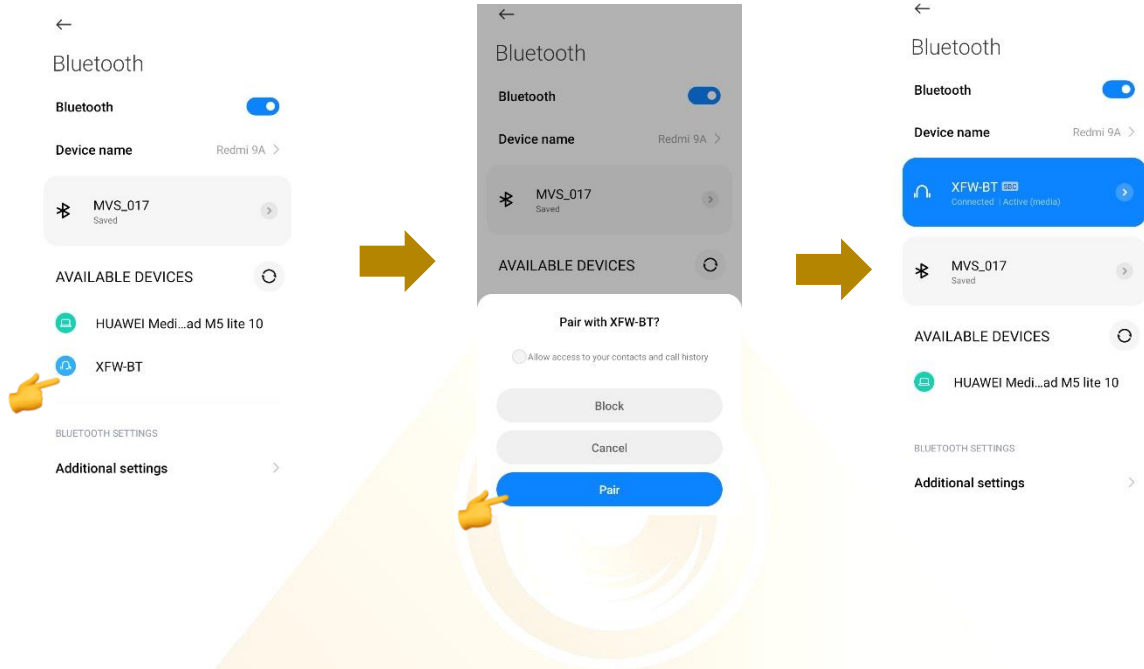 Bluetooth
Bluetooth
Device name Redmi 9A
MVS_017
Saved
AVAILABLE DEVICES
HUAWEI Medi...ad M5 lite 10
XFW-BT
BLUETOOTH SETTINGS
Additional settings
Bluetooth
Bluetooth
Device name Redmi 9A
MVS_017
Saved
AVAILABLE DEVICES
Pair with XFW-BT?
Allow access to your contacts and call history
Block
Cancel
Pair
Bluetooth
Bluetooth
Device name Redmi 9A
XFW-BT SBC
Connected | Active (media)
MVS_017
Saved
AVAILABLE DEVICES
HUAWEI Medi...ad M5 lite 10
BLUETOOTH SETTINGS
Additional settings